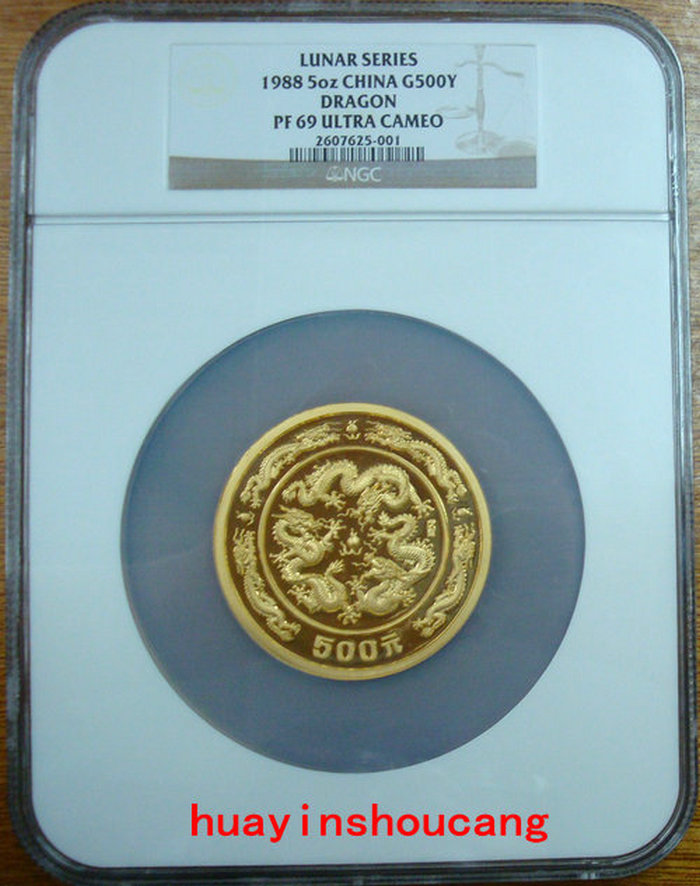 LUNAR SERIES
1988 5oz CHINA G500Y
DRAGON
PF 69 ULTRA CAMEO
2607625-001
NGC
500元
huayinshoucang